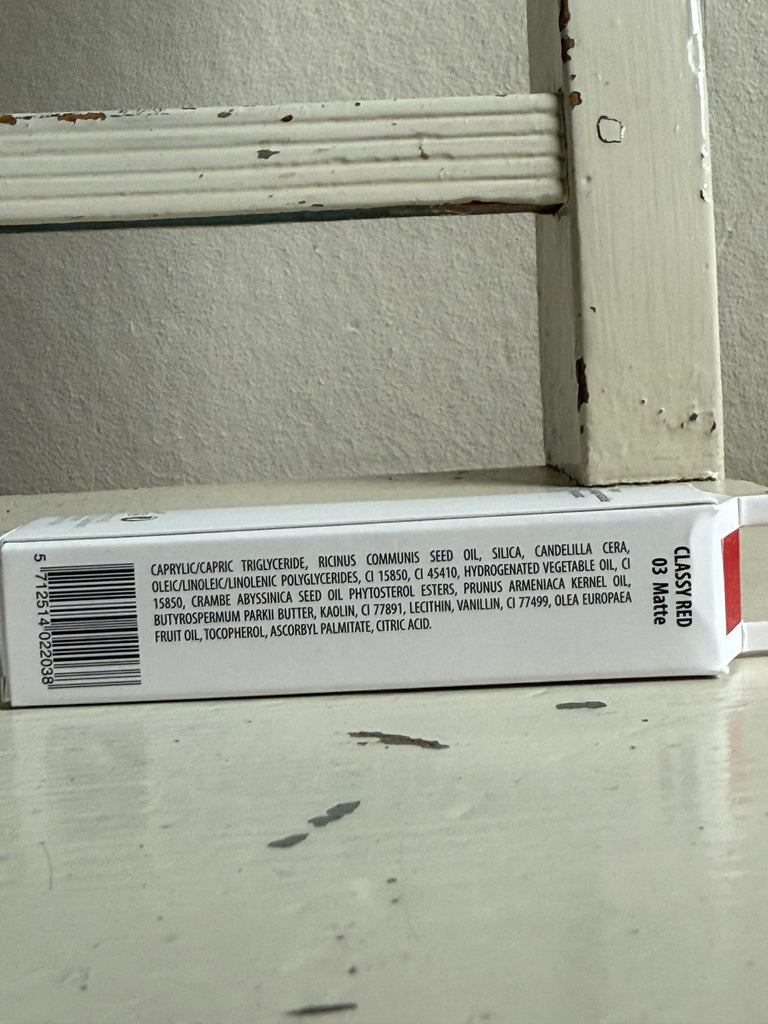 CAPRYLIC/CAPRIC TRIGLYCERIDE, RICINUS COMMUNIS SEED OIL, SILICA, CANDELILLA CERA,
OLEIC/LINOLEIC/LINOLENIC POLYGLYCERIDES, CI 15850, CI 45410, HYDROGENATED VEGETABLE OIL, CI
15850, CRAMBE ABYSSINICA SEED OIL PHYTOSTEROL ESTERS, PRUNUS ARMENIACA KERNEL OIL,
BUTYROSPERMUM PARKII BUTTER, KAOLIN, CI 77891, LECITHIN, VANILLIN, CI 77499, OLEA EUROPAEA
FRUIT OIL, TOCOPHEROL, ASCORBYL PALMITATE, CITRIC ACID.
CLASSY RED
03 Matte
5 712514 022038